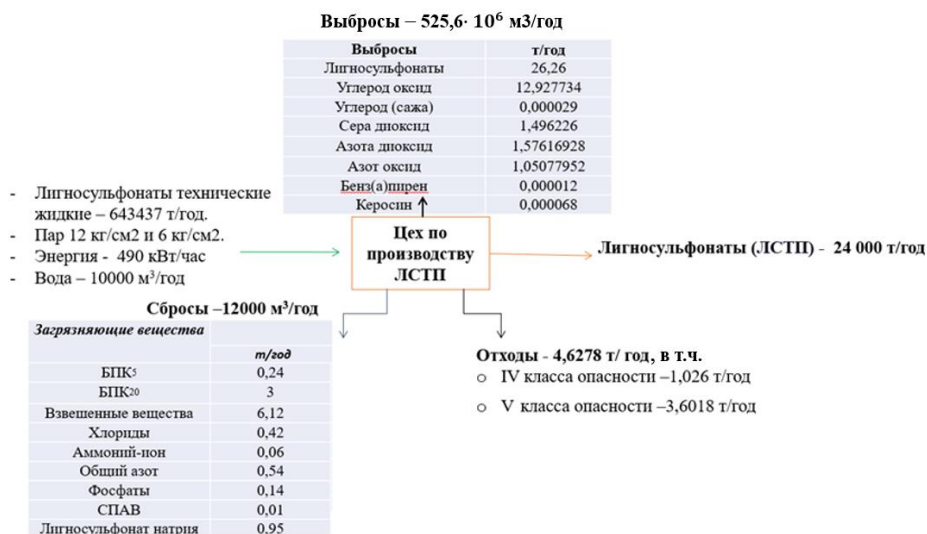 Выбросы – 525,6· 10⁶ м3/год
Выбросы т/год
Лигносульфонаты 26,26
Углерод оксид 12,927734
Углерод (сажа) 0,000029
Сера диоксид 1,496226
Азота диоксид 1,57616928
Азот оксид 1,05077952
Бенз(а)пирен 0,000012
Керосин 0,000068
- Лигносульфонаты технические
жидкие – 643437 т/год.
- Пар 12 кг/см2 и 6 кг/см2.
- Энергия - 490 кВт/час
- Вода – 10000 м³/год
Цех по
производству
ЛСТП
Лигносульфонаты (ЛСТП) - 24 000 т/год
Сбросы –12000 м³/год
Загрязняющие вещества
т/год
БПК5 0,24
БПК20 3
Взвешенные вещества 6,12
Хлориды 0,42
Аммоний-ион 0,06
Общий азот 0,54
Фосфаты 0,14
СПАВ 0,01
Лигносульфонат натрия 0,95
Отходы - 4,6278 т/ год, в т.ч.
o IV класса опасности –1,026 т/год
o V класса опасности –3,6018 т/год